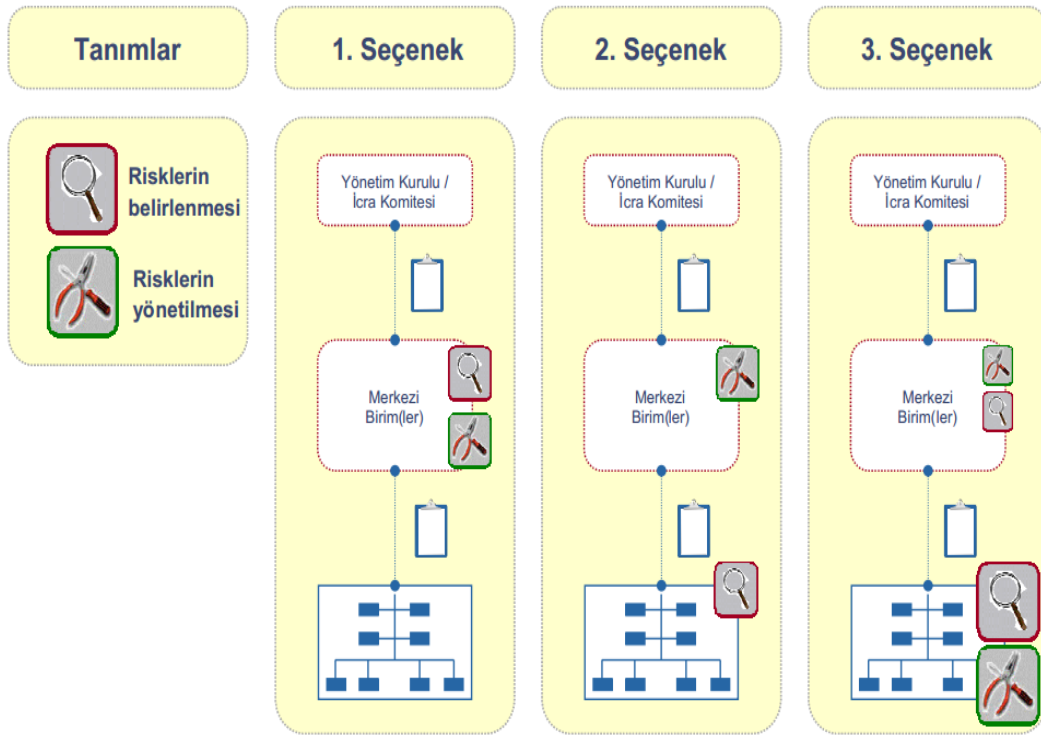 Tanımlar
1. Seçenek
2. Seçenek
3. Seçenek
Risklerin
belirlenmesi
Risklerin
yönetilmesi
Yönetim Kurulu /
İcra Komitesi
Merkezi
Birim(ler)
Yönetim Kurulu /
İcra Komitesi
Merkezi
Birim(ler)
Yönetim Kurulu /
İcra Komitesi
Merkezi
Birim(ler)